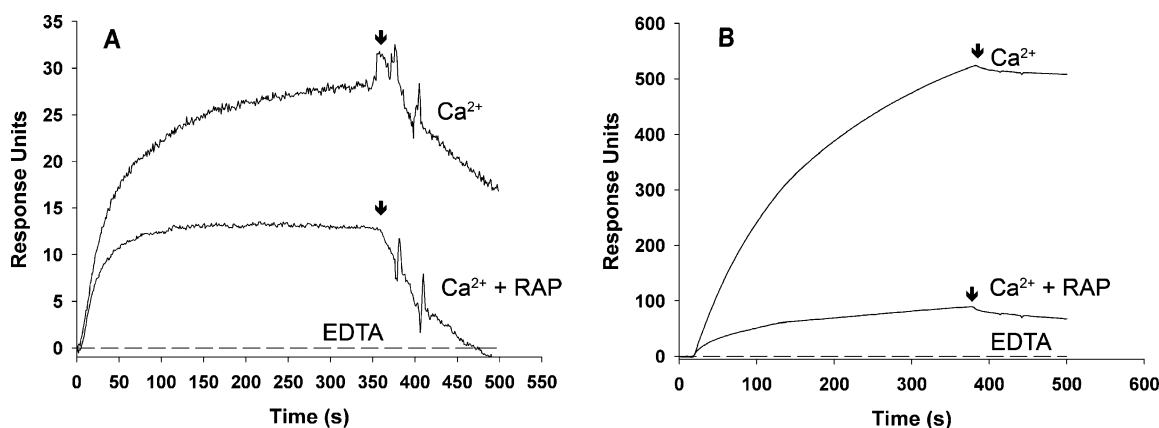 A
Response Units
35
30
25
20
15
10
5
0
Ca²⁺
Ca²⁺ + RAP
EDTA
0 50 100 150 200 250 300 350 400 450 500 550
Time (s)
B
Response Units
600
500
400
300
200
100
0
Ca²⁺
Ca²⁺ + RAP
EDTA
0 100 200 300 400 500 600
Time (s)